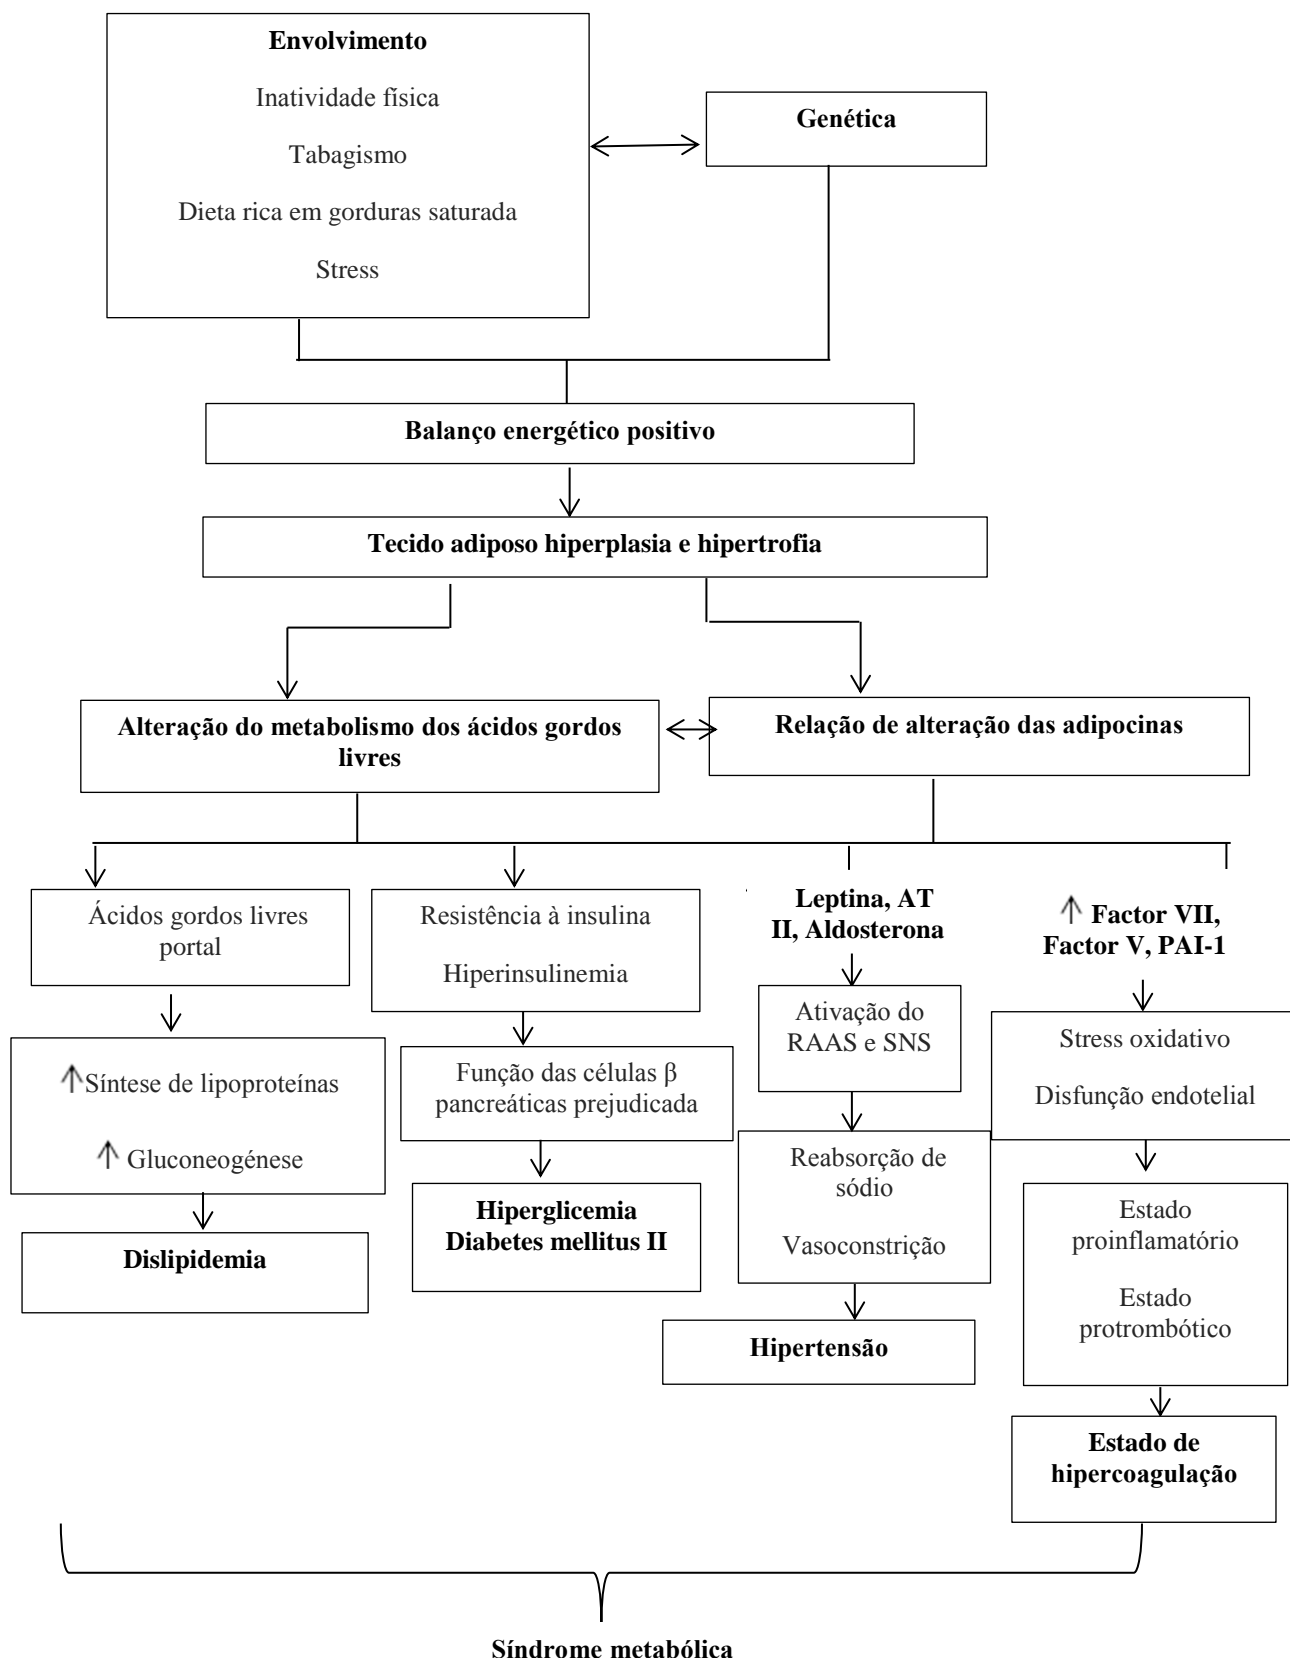 Envolvimento
Inatividade física
Tabagismo
Dieta rica em gorduras saturada
Stress
Genética
Balanço energético positivo
Tecido adiposo hiperplasia e hipertrofia
Alteração do metabolismo dos ácidos gordos
livres
Relação de alteração das adipocinas
Ácidos gordos livres
portal
↑Síntese de lipoproteínas
↑ Gluconeogénese
Dislipidemia
Resistência à insulina
Hiperinsulinemia
Função das células β
pancreáticas prejudicada
Hiperglicemia
Diabetes mellitus II
Leptina, AT
II, Aldosterona
Ativação do
RAAS e SNS
Reabsorção de
sódio
Vasoconstrição
Hipertensão
↑ Factor VII,
Factor V, PAI-1
Stress oxidativo
Disfunção endotelial
Estado
proinflamatório
Estado
protrombótico
Estado de
hipercoagulação
Síndrome metabólica